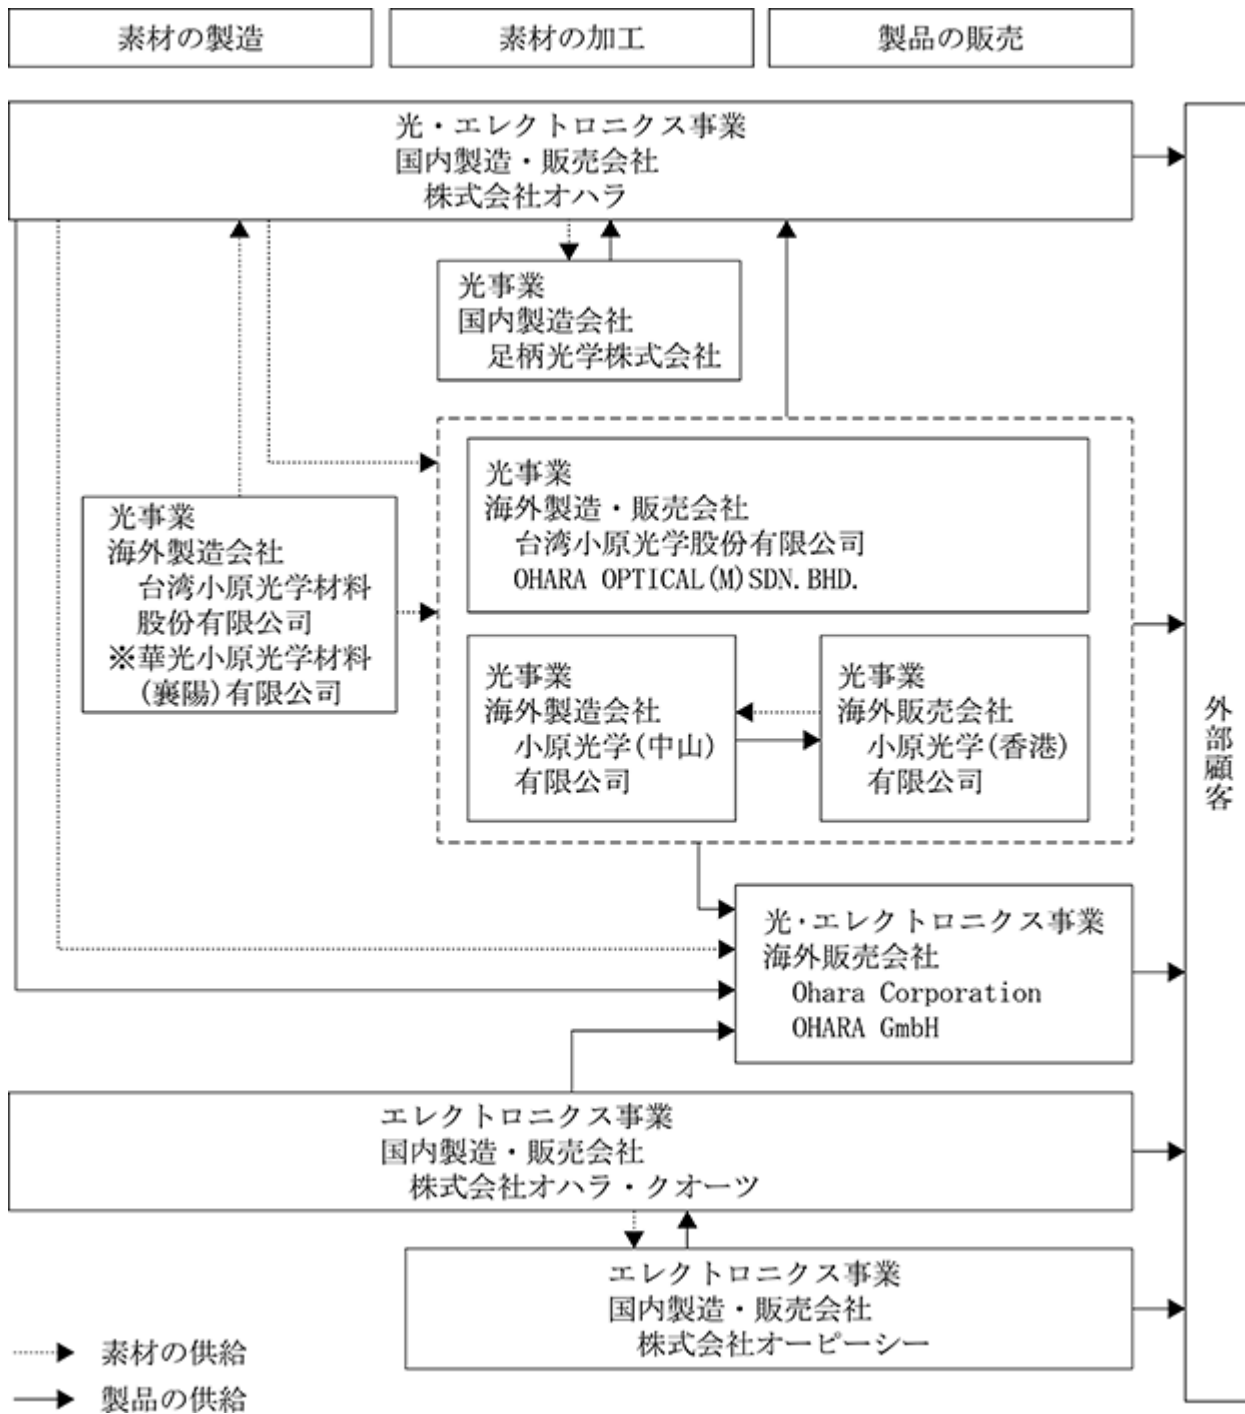 素材の製造
素材の加工
製品の販売
光・エレクトロニクス事業
国内製造・販売会社
株式会社オハラ
光事業
国内製造会社
足柄光学株式会社
光事業
海外製造・販売会社
台湾小原光学股份有限公司
OHARA OPTICAL(M)SDN.BHD.
光事業
海外製造会社
台湾小原光学材料
股份有限公司
※華光小原光学材料
(襄陽)有限公司
光事業
海外製造会社
小原光学(中山)
有限公司
光事業
海外販売会社
小原光学(香港)
有限公司
外部顧客
光・エレクトロニクス事業
海外販売会社
Ohara Corporation
OHARA GmbH
エレクトロニクス事業
国内製造・販売会社
株式会社オハラ・クオーツ
エレクトロニクス事業
国内製造・販売会社
株式会社オーピーシー
素材の供給
製品の供給